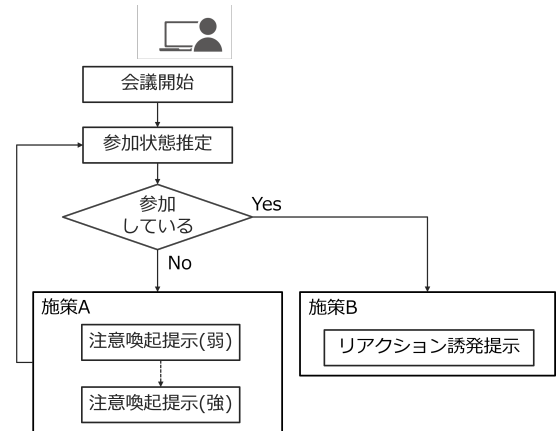 会議開始
参加状態推定
参加
している
Yes
No
施策A
注意喚起提示(弱)
注意喚起提示(強)
施策B
リアクション誘発提示